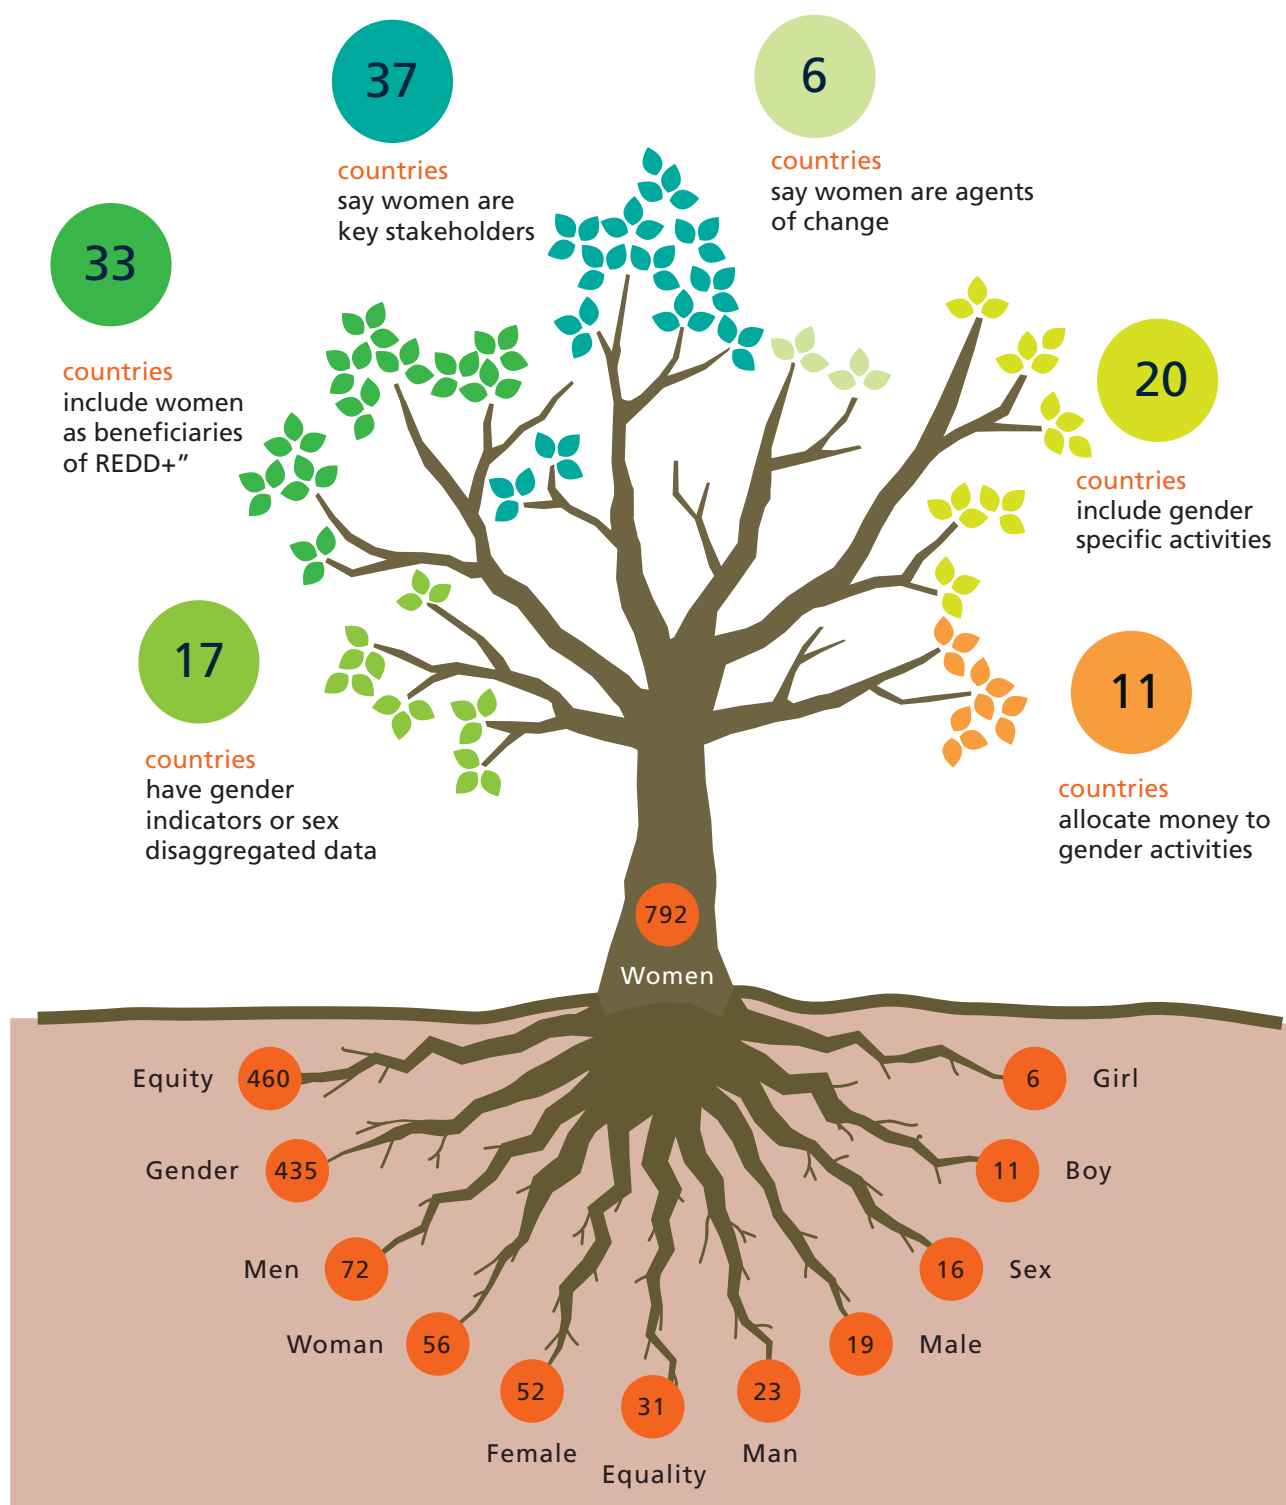 37
countries
say women are
key stakeholders
6
countries
say women are agents
of change
33
countries
include women
as beneficiaries
of REDD+”
20
countries
include gender
specific activities
17
countries
have gender
indicators or sex
disaggregated data
11
countries
allocate money to
gender activities
792
Women
Equity 460
6 Girl
Gender 435
11 Boy
Men 72
16 Sex
Woman 56
19 Male
52
Female
31
Equality
23
Man